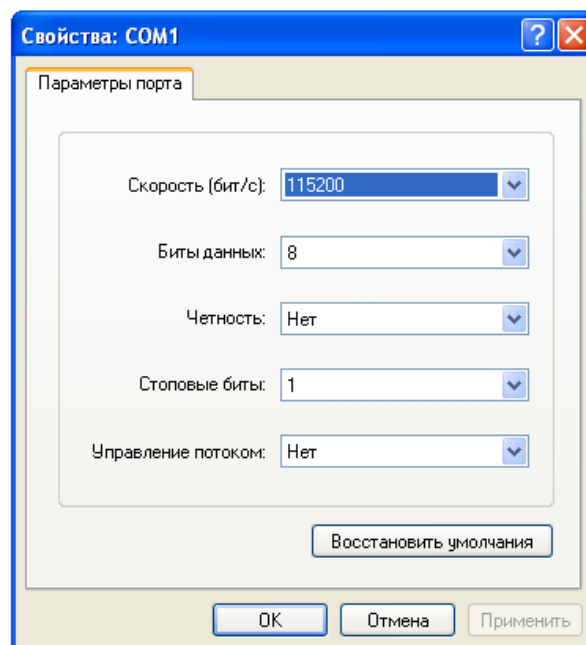 Свойства: COM1
Параметры порта
Скорость (бит/с): 115200
Биты данных: 8
Четность: Нет
Стоповые биты: 1
Управление потоком: Нет
Восстановить умолчания
OK Отмена Применить